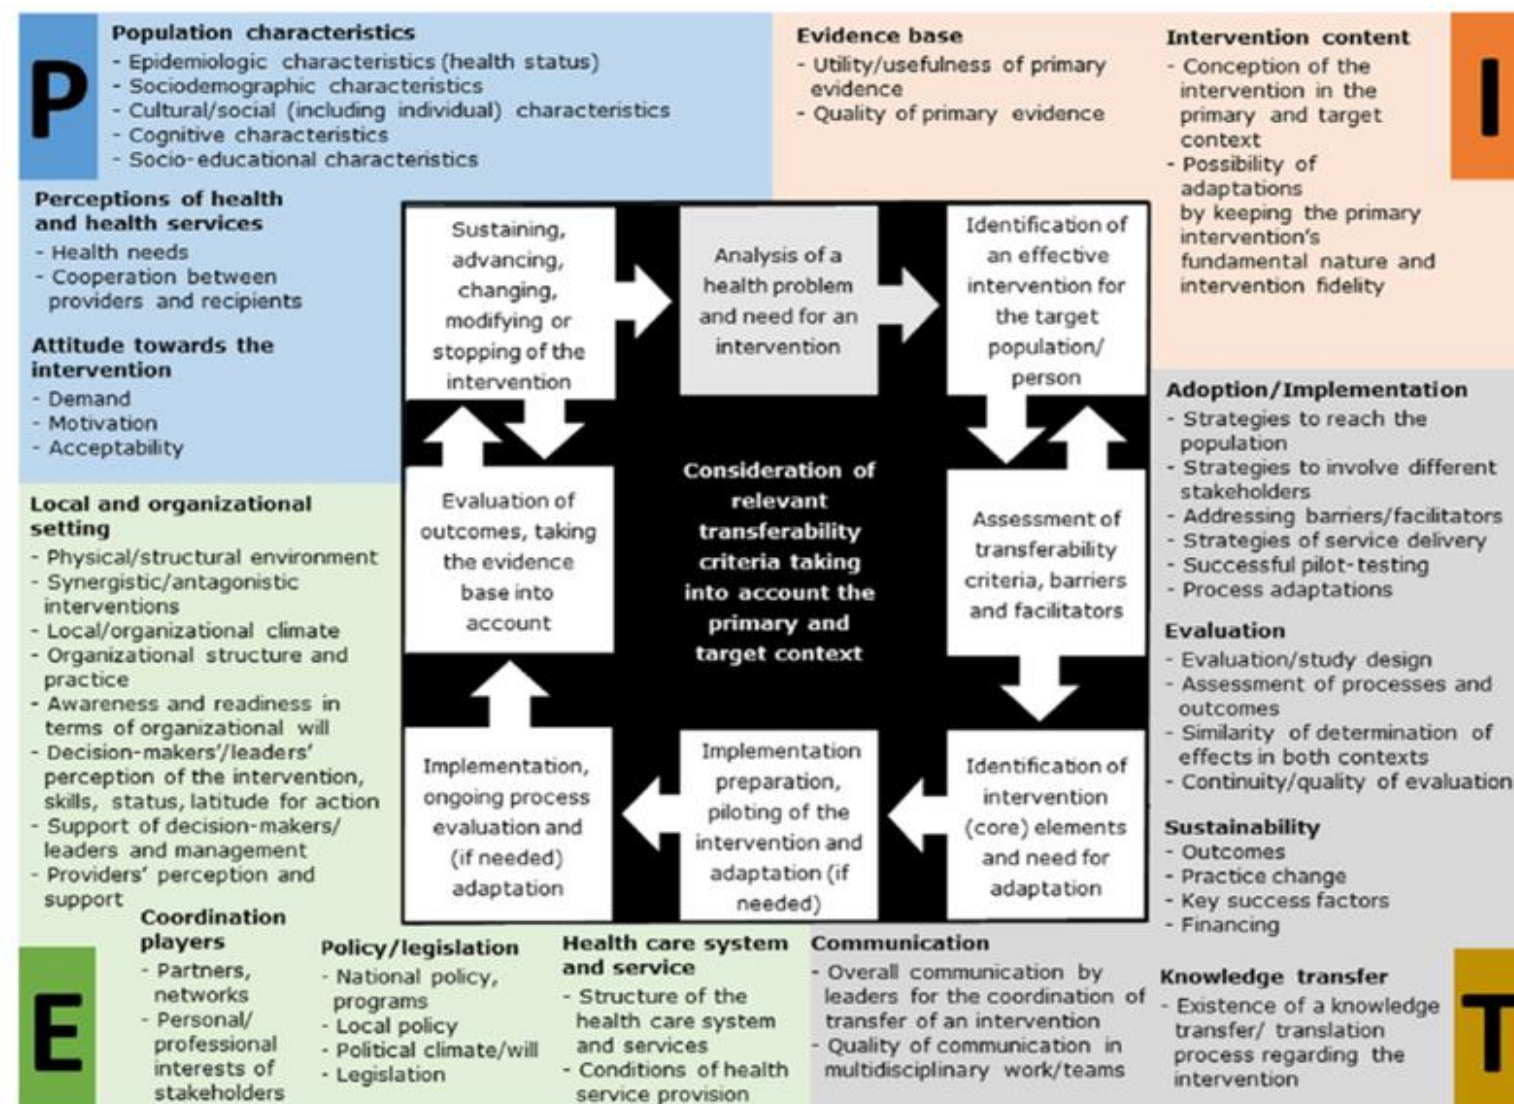 P
Population characteristics
- Epidemiologic characteristics (health status)
- Sociodemographic characteristics
- Cultural/social (including individual) characteristics
- Cognitive characteristics
- Socio-educational characteristics
Perceptions of health
and health services
- Health needs
- Cooperation between
providers and recipients
Attitude towards the
intervention
- Demand
- Motivation
- Acceptability
Evidence base
- Utility/usefulness of primary
evidence
- Quality of primary evidence
Intervention content
- Conception of the
intervention in the
primary and target
context
- Possibility of
adaptations
by keeping the primary
intervention's
fundamental nature and
intervention fidelity
I
Sustaining,
advancing,
changing,
modifying or
stopping of the
intervention
Analysis of a
health problem
and need for an
intervention
Identification of
an effective
intervention for
the target
population/
person
Evaluation of
outcomes, taking
the evidence
base into
account
Consideration of
relevant
transferability
criteria taking
into account the
primary and
target context
Assessment of
transferability
criteria, barriers
and facilitators
Implementation,
ongoing process
evaluation and
(if needed)
adaptation
Implementation
preparation,
piloting of the
intervention and
adaptation (if
needed)
Identification of
intervention
(core) elements
and need for
adaptation
Local and organizational
setting
- Physical/structural environment
- Synergistic/antagonistic
interventions
- Local/organizational climate
- Organizational structure and
practice
- Awareness and readiness in
terms of organizational will
- Decision-makers'/leaders'
perception of the intervention,
skills, status, latitude for action
- Support of decision-makers/
leaders and management
- Providers' perception and
support
E
Coordination
players
- Partners,
networks
- Personal/
professional
interests of
stakeholders
Policy/legislation
- National policy,
programs
- Local policy
- Political climate/will
- Legislation
Health care system
and service
- Structure of the
health care system
and services
- Conditions of health
service provision
Adoption/Implementation
- Strategies to reach the
population
- Strategies to involve different
stakeholders
- Addressing barriers/facilitators
- Strategies of service delivery
- Successful pilot-testing
- Process adaptations
Evaluation
- Evaluation/study design
- Assessment of processes and
outcomes
- Similarity of determination of
effects in both contexts
- Continuity/quality of evaluation
Sustainability
- Outcomes
- Practice change
- Key success factors
- Financing
Communication
- Overall communication by
leaders for the coordination of
transfer of an intervention
- Quality of communication in
multidisciplinary work/teams
Knowledge transfer
- Existence of a knowledge
transfer/ translation
process regarding the
intervention
T